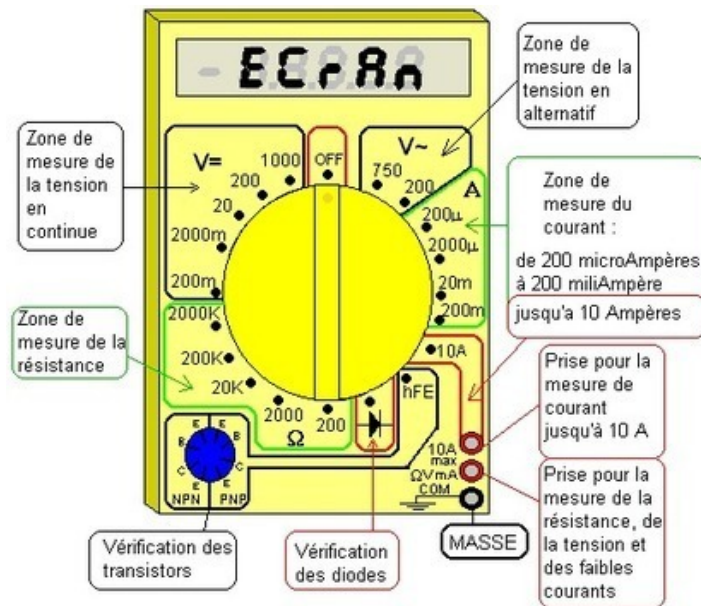 ECrAn
Zone de
mesure de la
tension en
alternatif
Zone de
mesure de
la tension
en
continue
V=
1000
200
20
2000m
200m
OFF
V~
750
200
A
200µ
2000µ
20m
200m
Zone de
mesure du
courant :
de 200 microAmpères
à 200 miliAmpère
jusqu'a 10 Ampères
Zone de
mesure de la
résistance
2000K
200K
20K
2000
200
Ω
hFE
10A
Prise pour la
mesure de
courant
jusqu'à 10 A
10A
max
ΩVmA
COM
E
B
C
E
NPN
E
B
C
E
PNP
Prise pour la
mesure de la
résistance, de
la tension et
des faibles
courants
MASSE
Vérification des
transistors
Vérification
des diodes